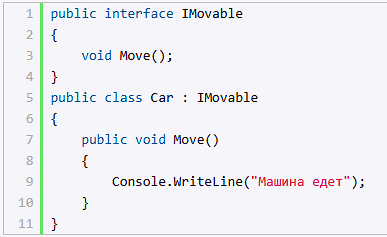 1 public interface IMovable
2 {
3     void Move();
4 }
5 public class Car : IMovable
6 {
7     public void Move()
8     {
9         Console.WriteLine("Машина едет");
10     }
11 }